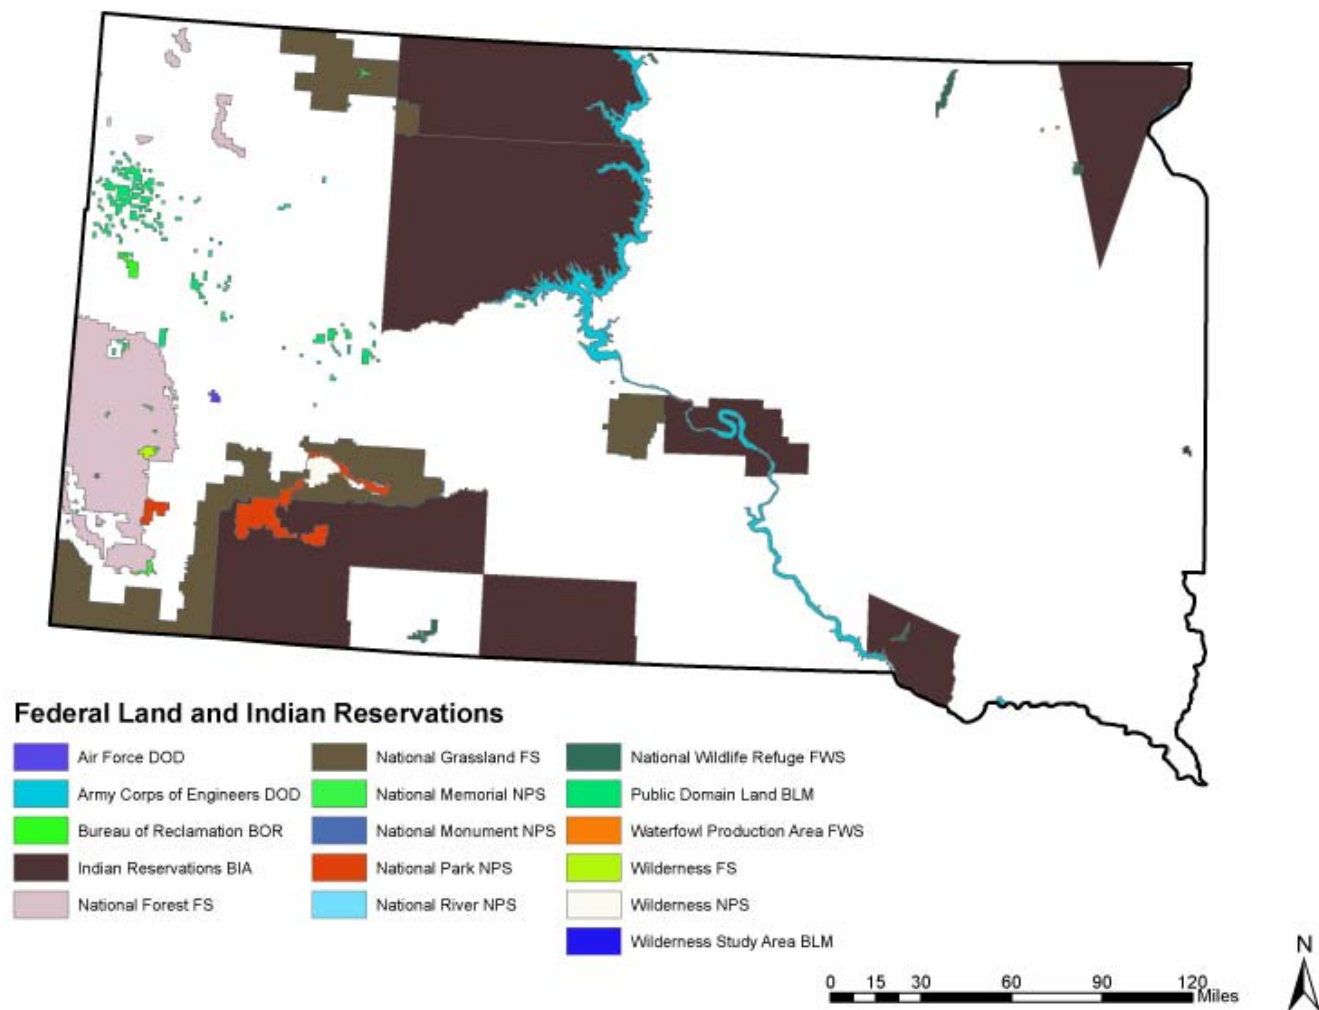 Federal Land and Indian Reservations
Air Force DOD
Army Corps of Engineers DOD
Bureau of Reclamation BOR
Indian Reservations BIA
National Forest FS
National Grassland FS
National Memorial NPS
National Monument NPS
National Park NPS
National River NPS
National Wildlife Refuge FWS
Public Domain Land BLM
Waterfowl Production Area FWS
Wilderness FS
Wilderness NPS
Wilderness Study Area BLM
0 15 30 60 90 120
Miles
N